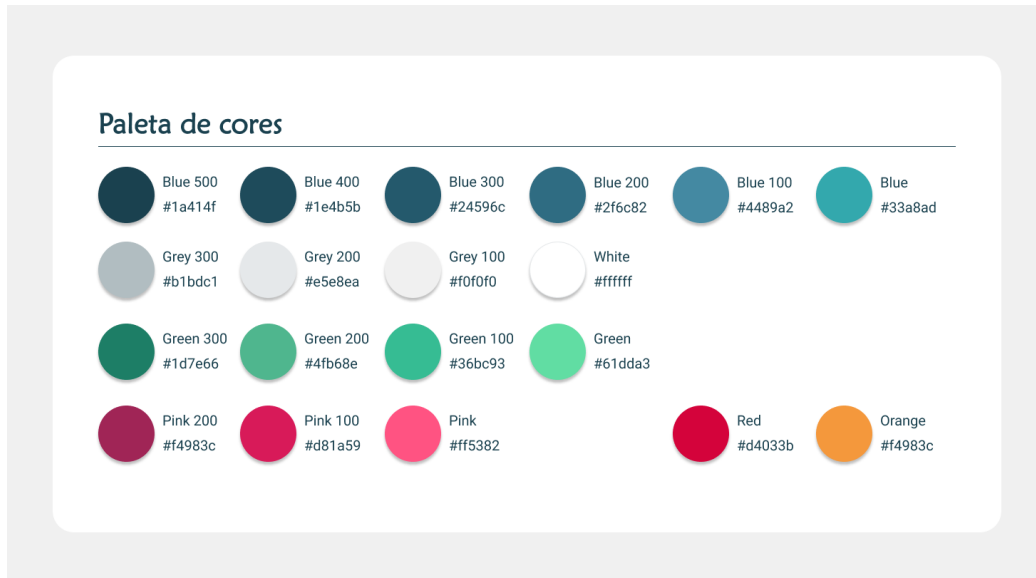 Paleta de cores
Blue 500
#1a414f
Blue 400
#1e4b5b
Blue 300
#24596c
Blue 200
#2f6c82
Blue 100
#4489a2
Blue
#33a8ad
Grey 300
#b1bdc1
Grey 200
#e5e8ea
Grey 100
#f0f0f0
White
#ffffff
Green 300
#1d7e66
Green 200
#4fb68e
Green 100
#36bc93
Green
#61dda3
Pink 200
#f4983c
Pink 100
#d81a59
Pink
#ff5382
Red
#d4033b
Orange
#f4983c